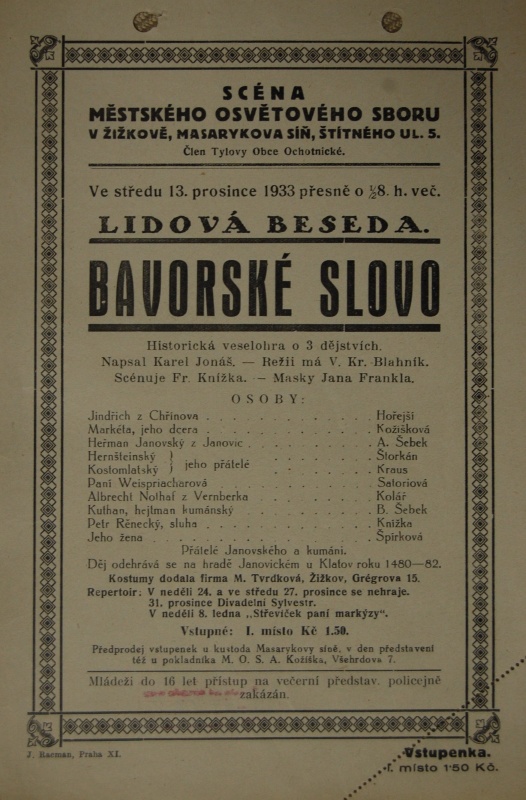 SCÉNA
MĚSTSKÉHO OSVĚTOVÉHO SBORU
V ŽIŽKOVĚ, MASARYKOVA SÍŇ, ŠTÍTNÉHO UL. 5.
Člen Tylovy Obce Ochotnické.
Ve středu 13. prosince 1933 přesně o ½8. h. več.
LIDOVÁ BESEDA.
BAVORSKÉ SLOVO
Historická veselohra o 3 dějstvích.
Napsal Karel Jonáš. — Režii má V. Kr. Blahník.
Scénuje Fr. Knížka. — Masky Jana Frankla.
OSOBY:
Jindřich z Chřínova . . . . . . . . . . . . Hořejší
Markéta, jeho dcera . . . . . . . . . . . . Kožíšková
Heřman Janovský z Janovic . . . . . . . . . A. Šebek
Hernšteinský } jeho přátelé . . . . . . . Štorkán
Kostomlatský } . . . . . . . Kraus
Paní Weispriacharová . . . . . . . . . . . Satoriová
Albrecht Nothaf z Vernberka . . . . . . . . Kolář
Kuthan, hejtman kumánský . . . . . . . . . B. Šebek
Petr Řěnecký, sluha . . . . . . . . . . . . Knížka
Jeho žena . . . . . . . . . . . . . . . . Špírková
Přátelé Janovského a kumáni.
Děj odehrává se na hradě Janovickém u Klatov roku 1480—82.
Kostumy dodala firma M. Tvrdková, Žižkov, Grégrova 15.
Repertoir: V neděli 24. a ve středu 27. prosince se nehraje.
31. prosince Divadelní Sylvestr.
V neděli 8. ledna „Střevíček paní markýzy".
Vstupné: I. místo Kč 1.50.
Předprodej vstupenek u kustoda Masarykovy síně, v den představení
též u pokladníka M. O. S. A. Kožíška, Všehrdova 7.
Mládeži do 16 let přístup na večerní představ. policejně
zakázán.
J. Racman, Praha XI.
Vstupenka.
I. místo 1·50 Kč.